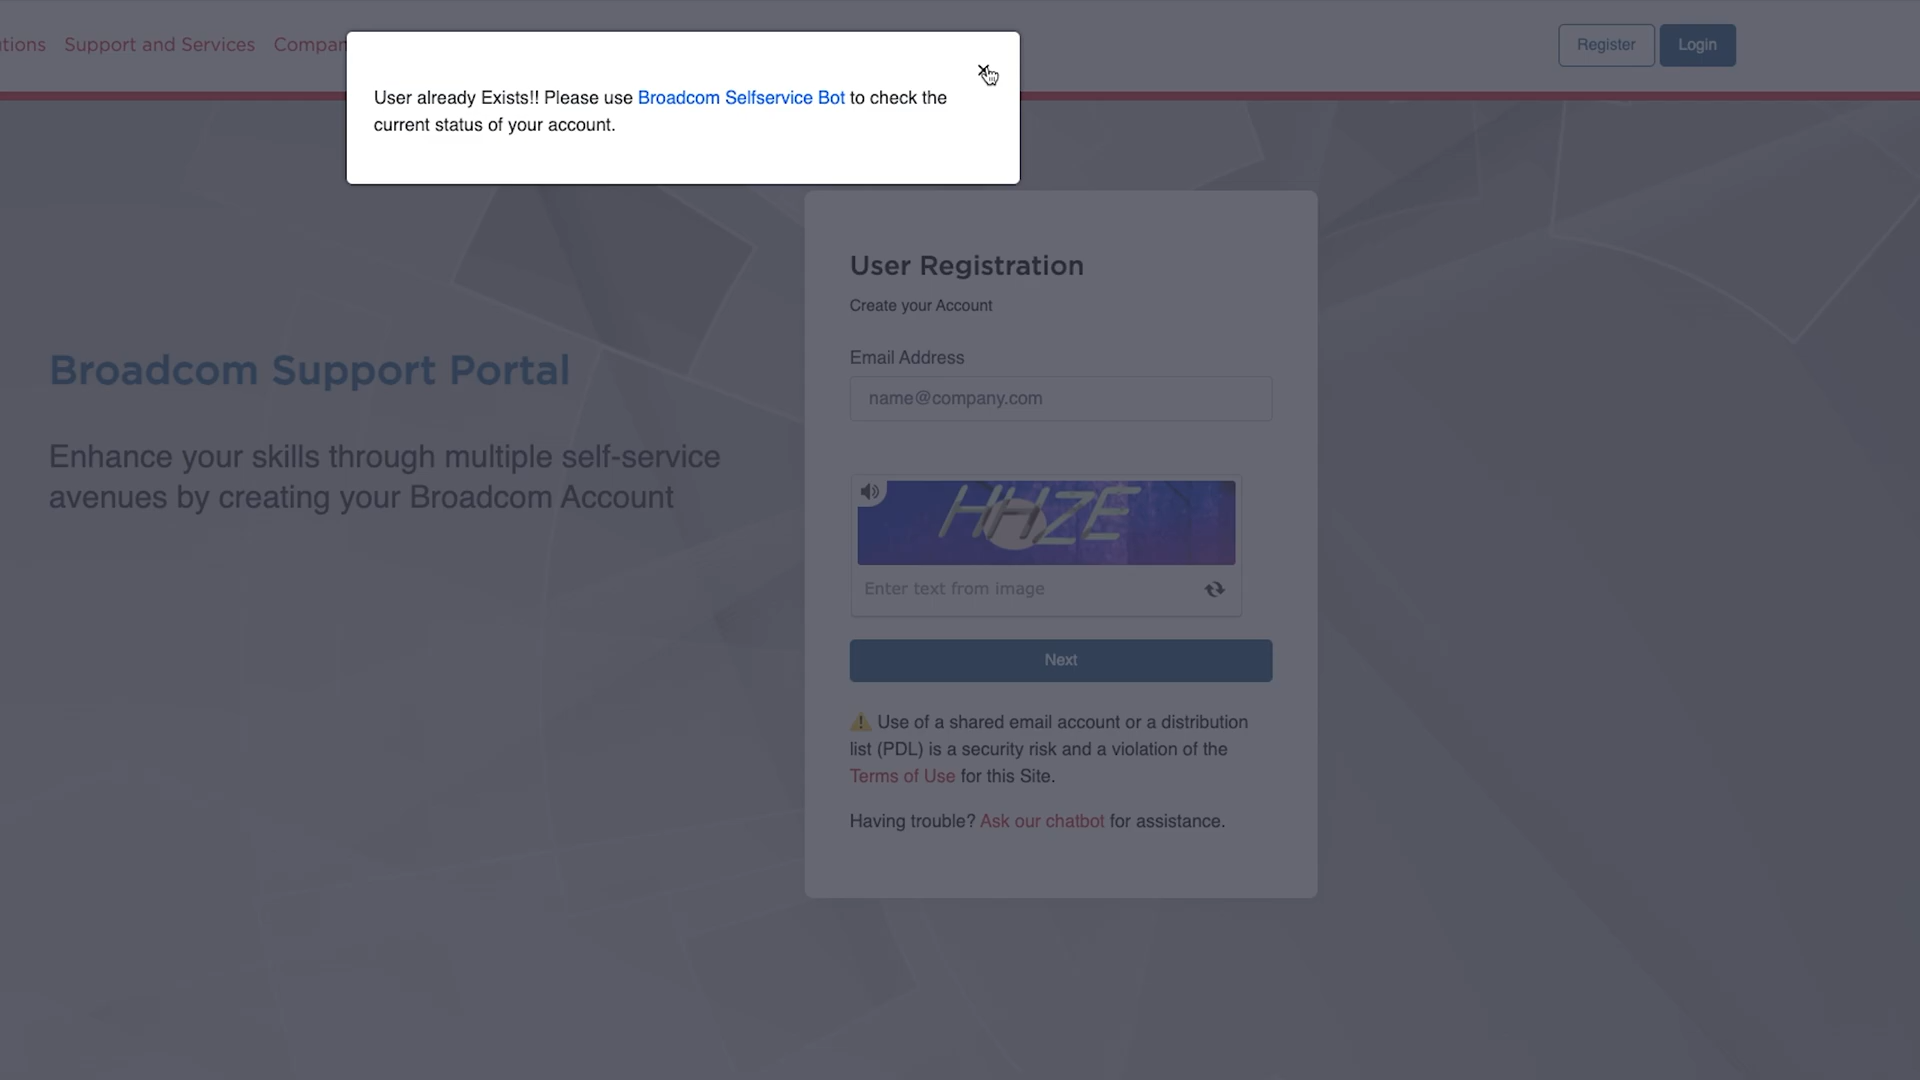 tions Support and Services Compan Register Login
User already Exists!! Please use Broadcom Selfservice Bot to check the
current status of your account.
Broadcom Support Portal
Enhance your skills through multiple self-service
avenues by creating your Broadcom Account
User Registration
Create your Account
Email Address
name@company.com
HHZE
Enter text from image
Next
Use of a shared email account or a distribution
list (PDL) is a security risk and a violation of the
Terms of Use for this Site.
Having trouble? Ask our chatbot for assistance.